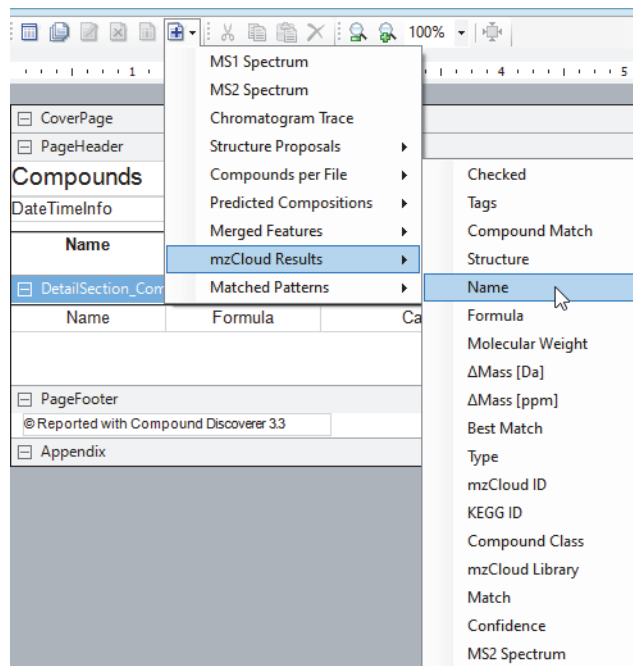 100%
1
4
5
MS1 Spectrum
MS2 Spectrum
Chromatogram Trace
Structure Proposals
Compounds per File
Predicted Compositions
Merged Features
mzCloud Results
Matched Patterns
CoverPage
PageHeader
Compounds
DateTimeInfo
Name
DetailSection_Com
Name
Formula
Ca
PageFooter
© Reported with Compound Discoverer 3.3
Appendix
Checked
Tags
Compound Match
Structure
Name
Formula
Molecular Weight
ΔMass [Da]
ΔMass [ppm]
Best Match
Type
mzCloud ID
KEGG ID
Compound Class
mzCloud Library
Match
Confidence
MS2 Spectrum